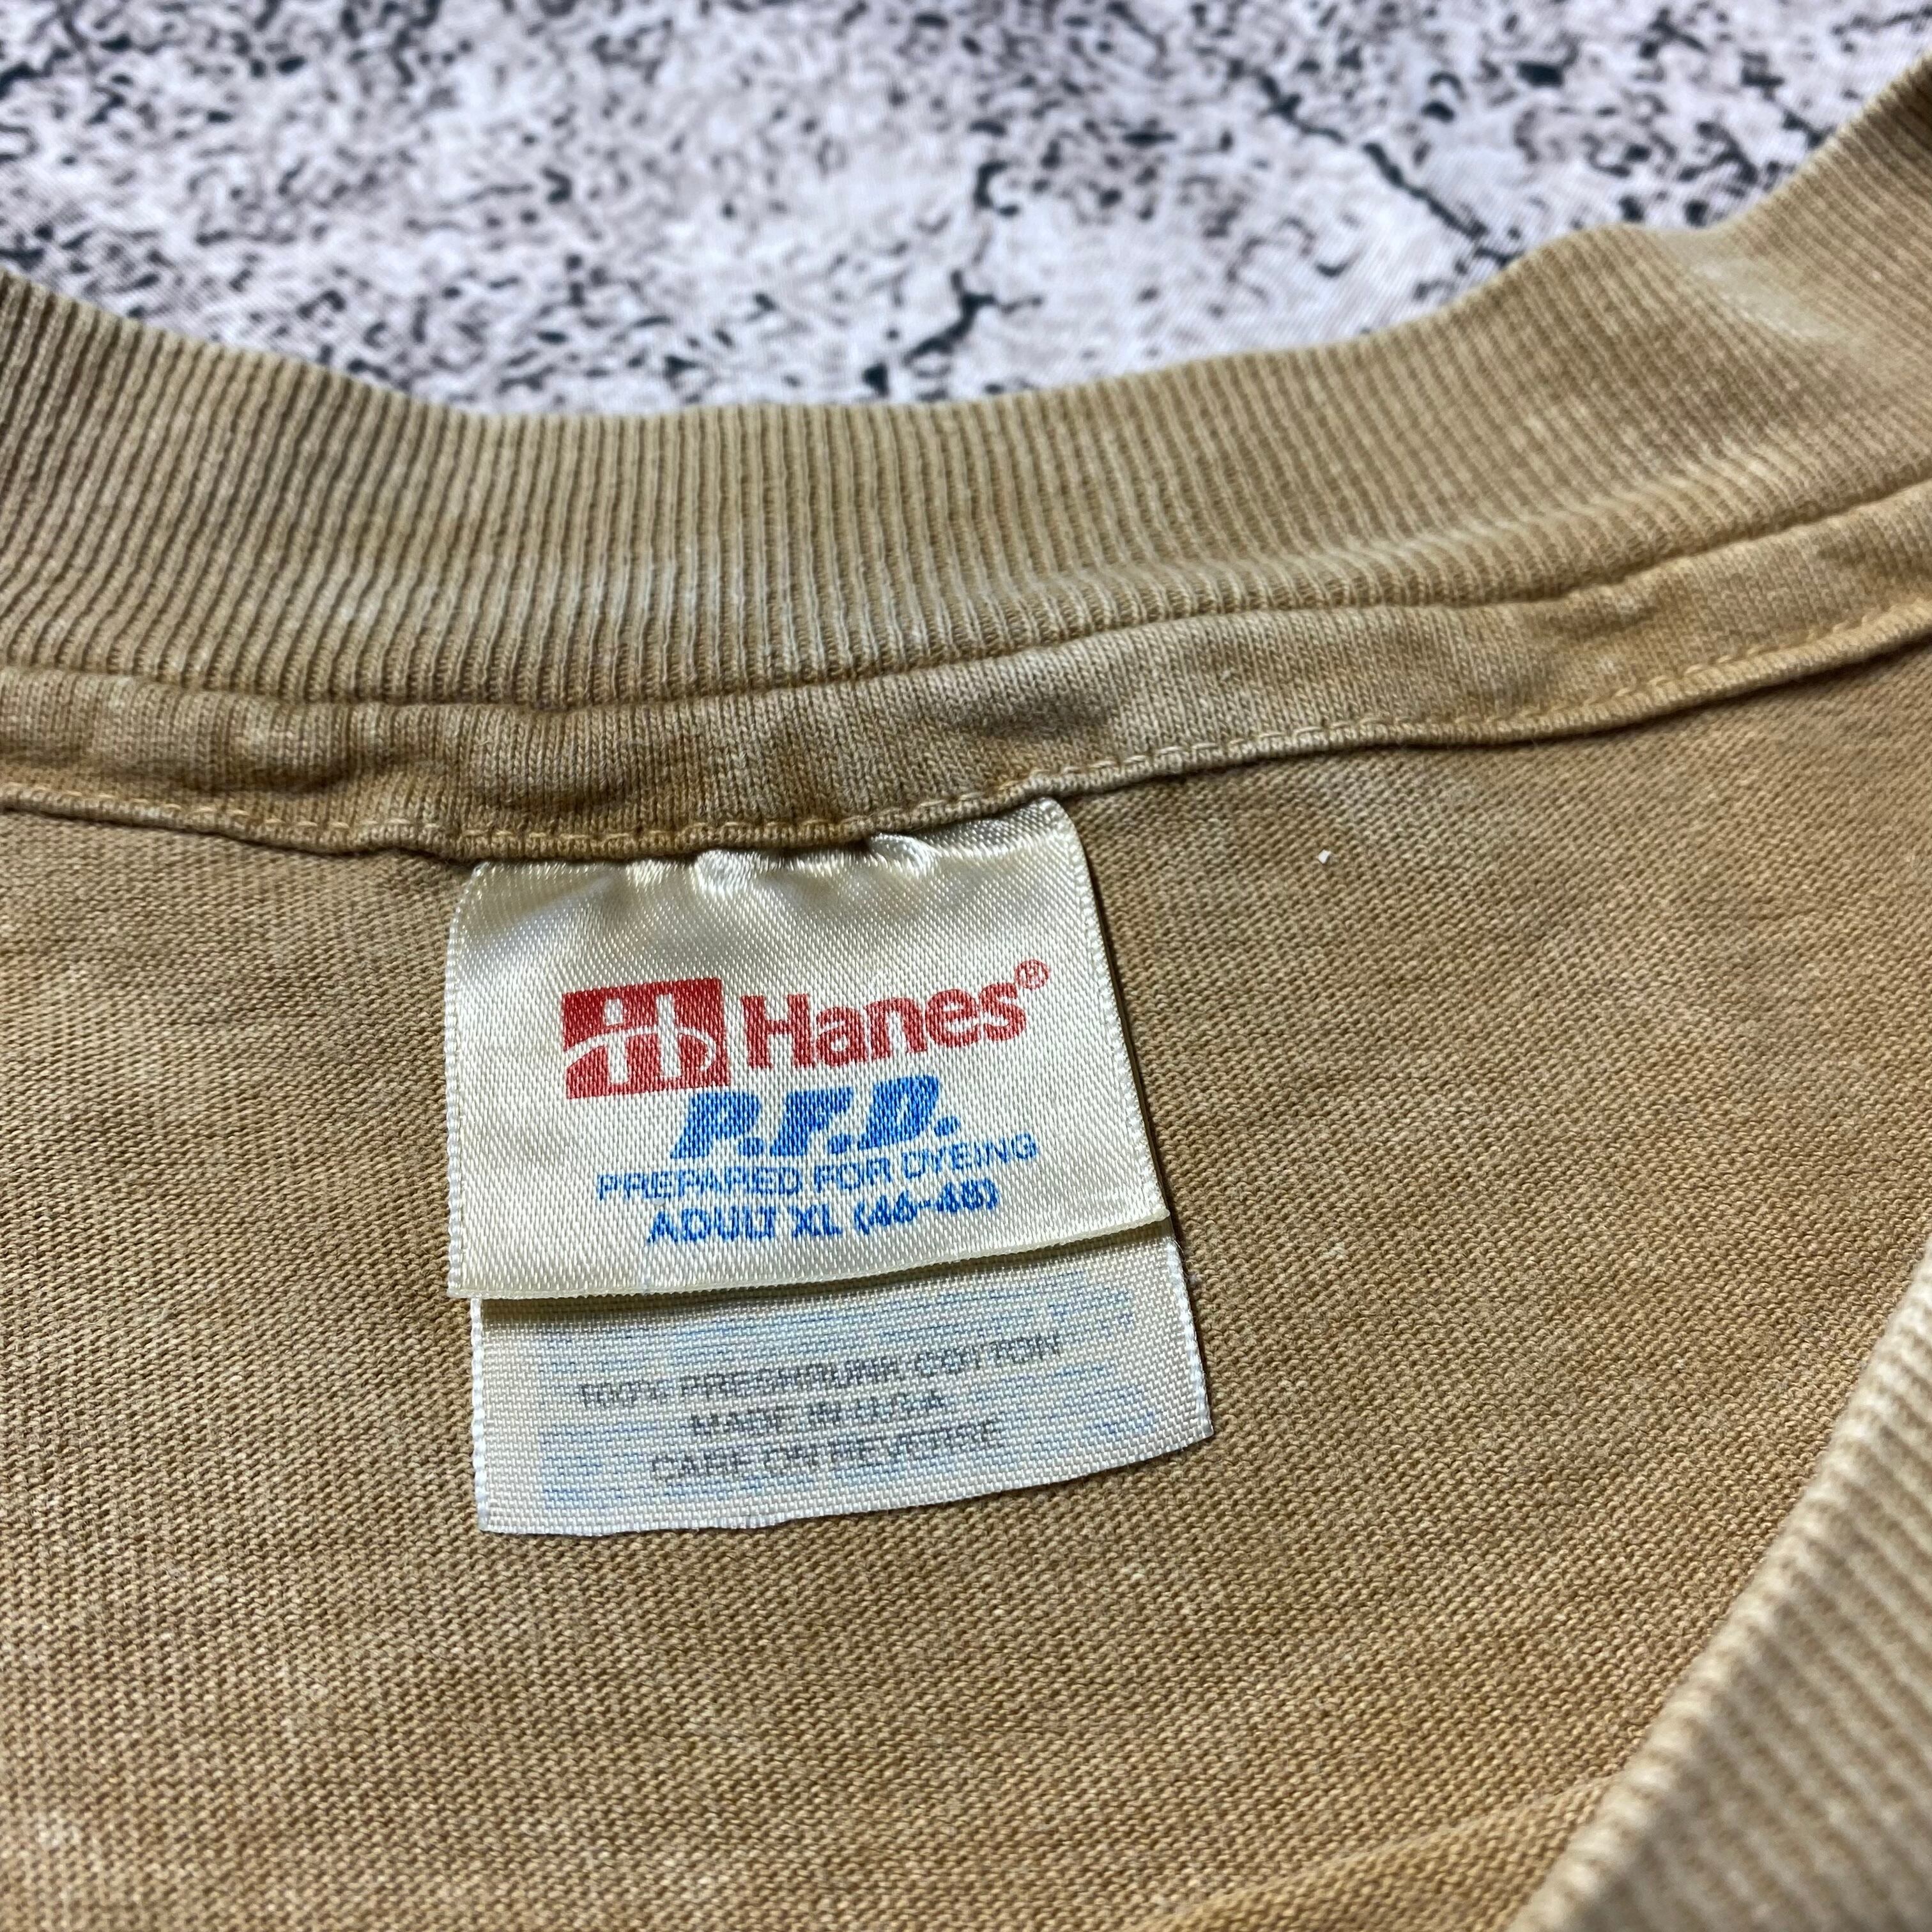 Hanes®
P.F.D.
PREPARED FOR DYEING
ADULT XL (46-48)
100% PRESHRUNK COTTON
MADE IN U.S.A.
CARE ON REVERSE